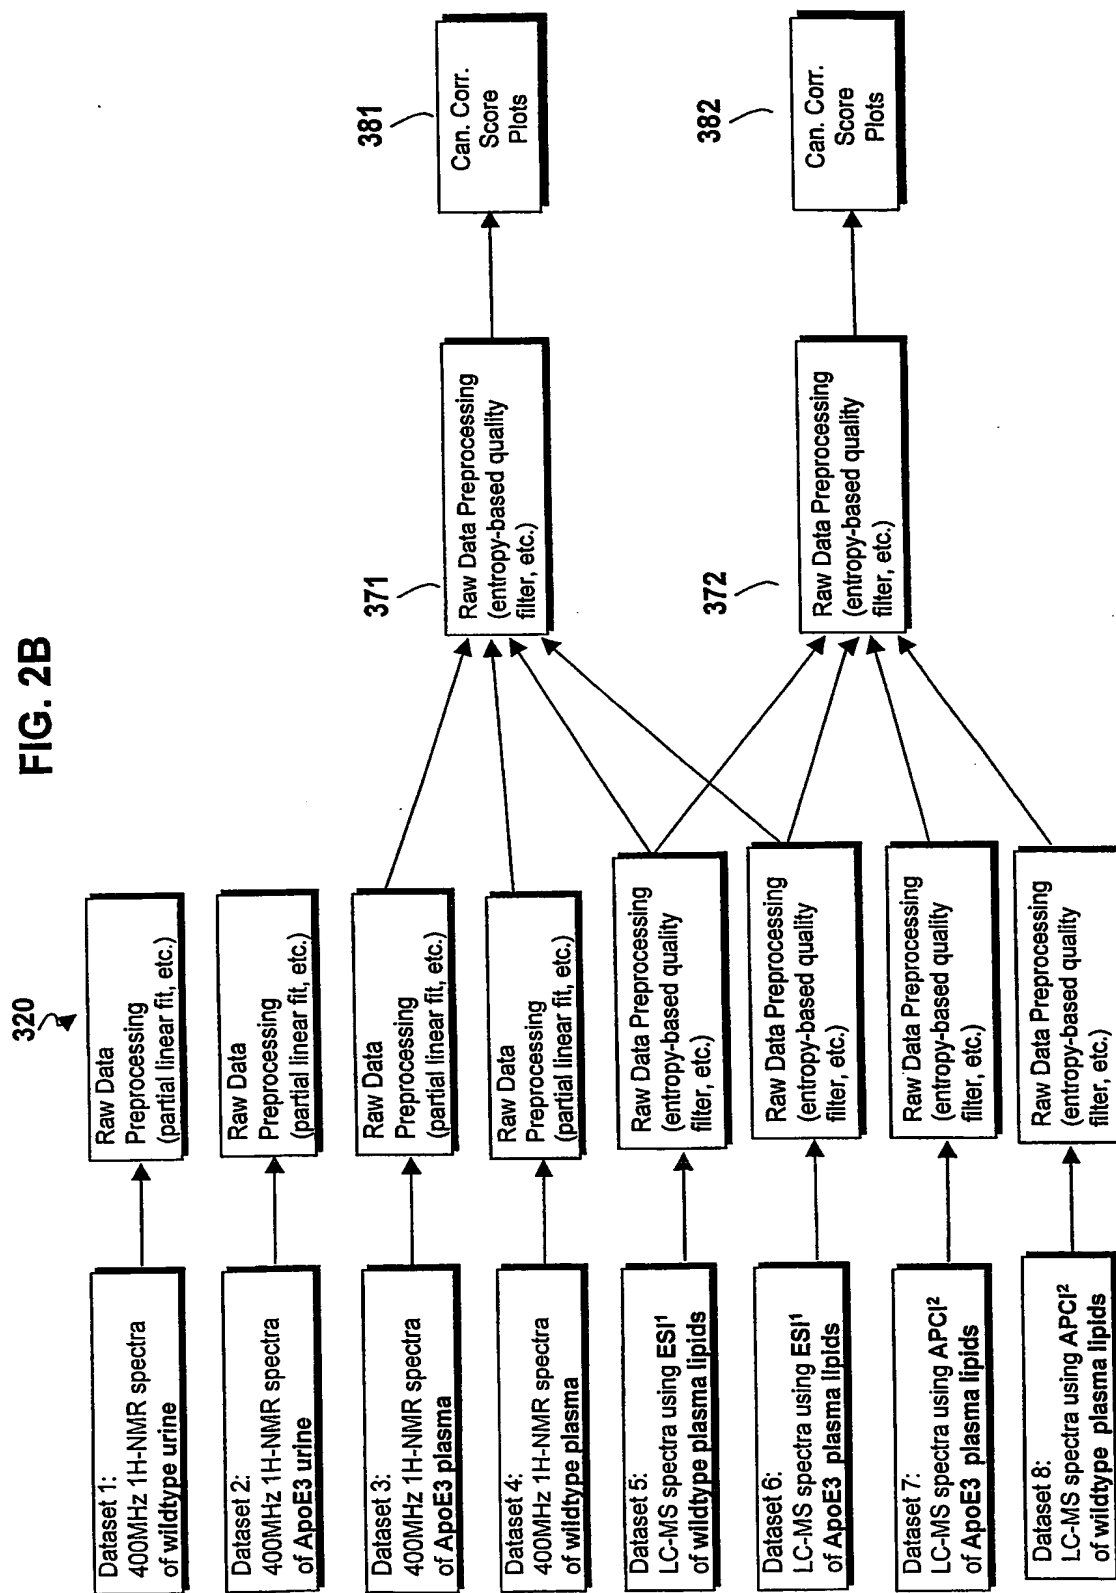 FIG. 2B
320
Dataset 1:
400MHz 1H-NMR spectra
of wildtype urine
Raw Data
Preprocessing
(partial linear fit, etc.)
Dataset 2:
400MHz 1H-NMR spectra
of ApoE3 urine
Raw Data
Preprocessing
(partial linear fit, etc.)
Dataset 3:
400MHz 1H-NMR spectra
of ApoE3 plasma
Raw Data
Preprocessing
(partial linear fit, etc.)
Dataset 4:
400MHz 1H-NMR spectra
of wildtype plasma
Raw Data
Preprocessing
(partial linear fit, etc.)
Dataset 5:
LC-MS spectra using ESI¹
of wildtype plasma lipids
Raw Data Preprocessing
(entropy-based quality
filter, etc.)
Dataset 6:
LC-MS spectra using ESI¹
of ApoE3 plasma lipids
Raw Data Preprocessing
(entropy-based quality
filter, etc.)
Dataset 7:
LC-MS spectra using APCI²
of ApoE3 plasma lipids
Raw Data Preprocessing
(entropy-based quality
filter, etc.)
Dataset 8:
LC-MS spectra using APCI²
of wildtype plasma lipids
Raw Data Preprocessing
(entropy-based quality
filter, etc.)
371
Raw Data Preprocessing
(entropy-based quality
filter, etc.)
381
Can. Corr.
Score
Plots
372
Raw Data Preprocessing
(entropy-based quality
filter, etc.)
382
Can. Corr.
Score
Plots